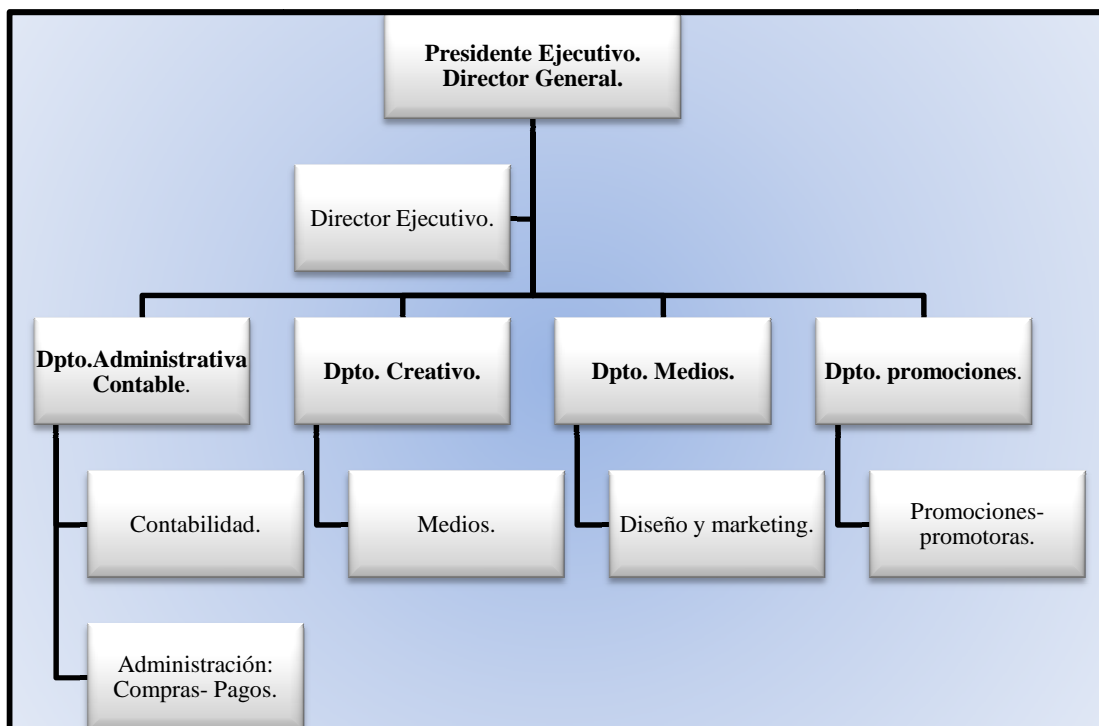 Presidente Ejecutivo.
Director General.
Director Ejecutivo.
Dpto.Administrativa
Contable.
Dpto. Creativo.
Dpto. Medios.
Dpto. promociones.
Contabilidad.
Medios.
Diseño y marketing.
Promociones-
promotoras.
Administración:
Compras- Pagos.